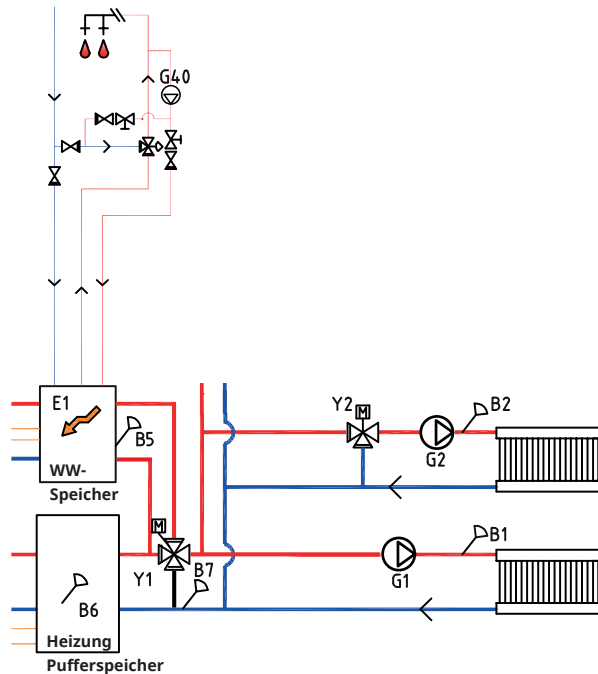 G40
E1
B5
WW-
Speicher
Y2
M
B2
G2
M
Y1
B7
B1
G1
B6
Heizung
Pufferspeicher